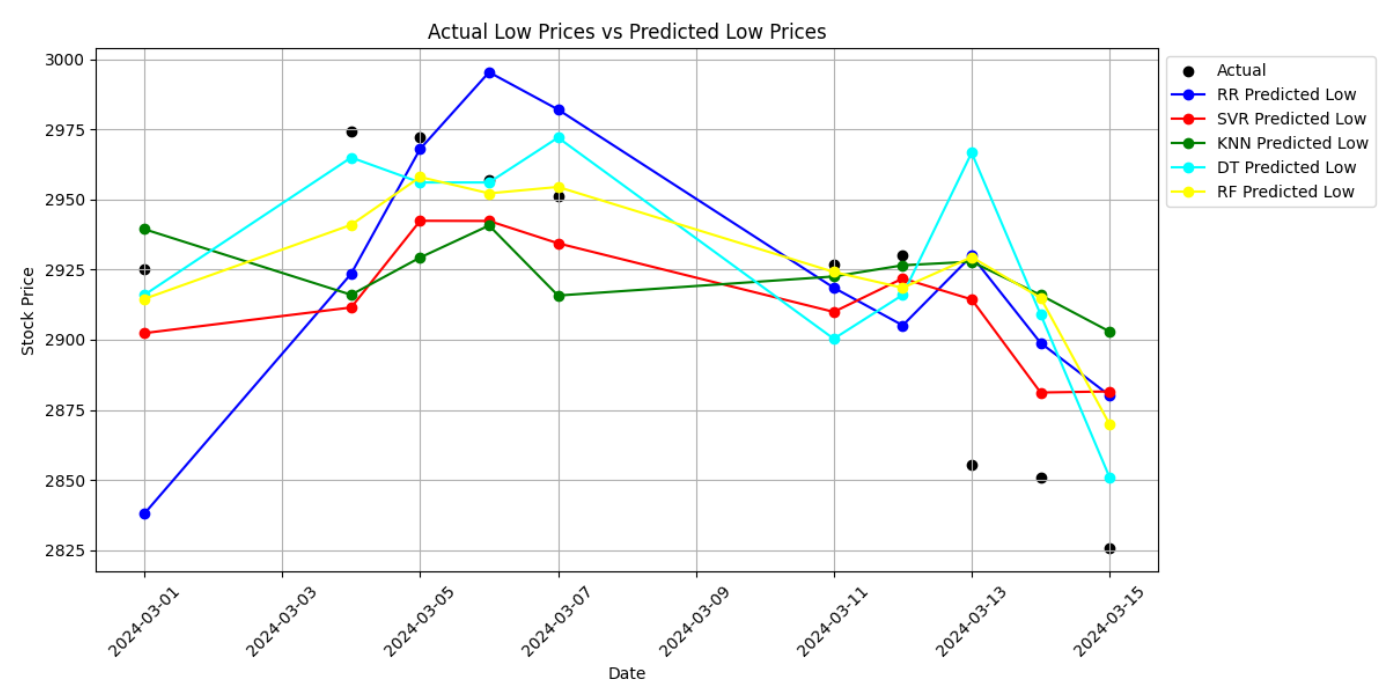 Actual Low Prices vs Predicted Low Prices
3000
2975
2950
2925
2900
2875
2850
2825
Stock Price
2024-03-01
2024-03-03
2024-03-05
2024-03-07
2024-03-09
2024-03-11
2024-03-13
2024-03-15
Date
Actual
RR Predicted Low
SVR Predicted Low
KNN Predicted Low
DT Predicted Low
RF Predicted Low